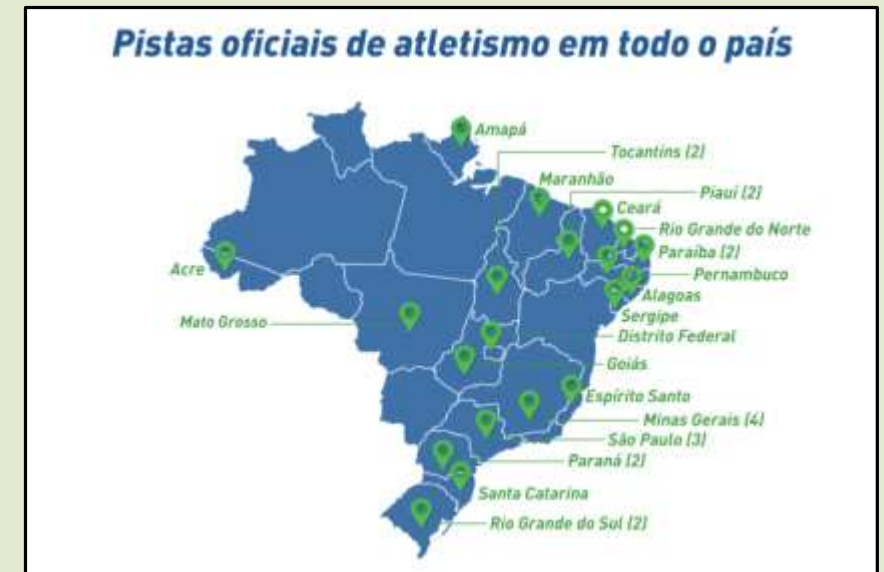 Pistas oficiais de atletismo em todo o país
Amapá
Tocantins (2)
Maranhão
Piauí (2)
Ceará
Rio Grande do Norte
Paraíba (2)
Acre
Pernambuco
Alagoas
Sergipe
Mato Grosso
Distrito Federal
Goiás
Espírito Santo
Minas Gerais (4)
São Paulo (3)
Paraná (2)
Santa Catarina
Rio Grande do Sul (2)